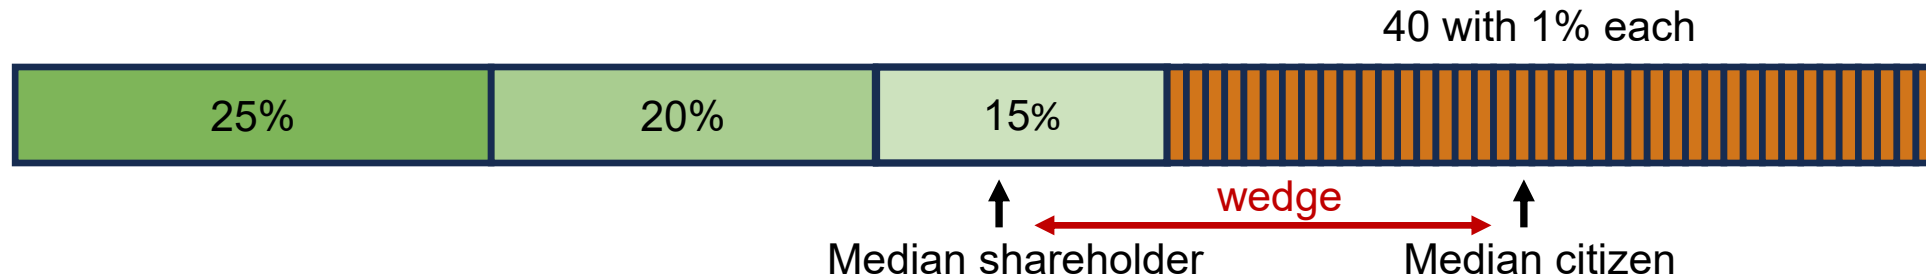 40 with 1% each
25%
20%
15%
wedge
Median shareholder
Median citizen